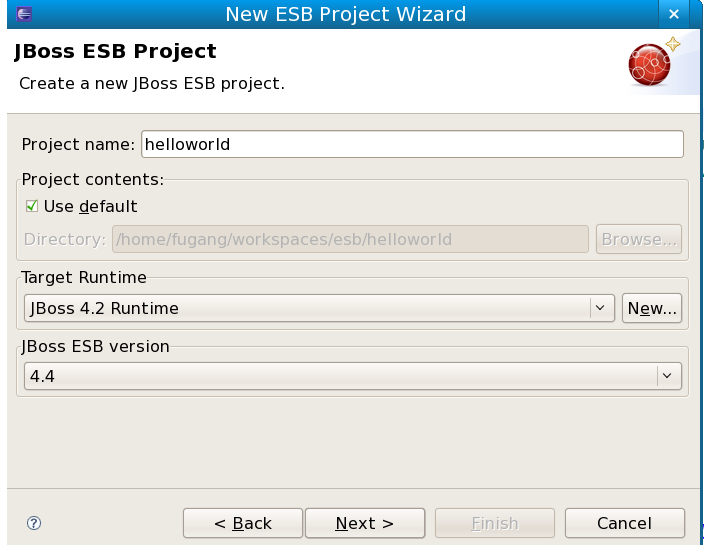 New ESB Project Wizard
JBoss ESB Project
Create a new JBoss ESB project.
Project name: helloworld
Project contents:
Use default
Directory: /home/fugang/workspaces/esb/helloworld Browse...
Target Runtime
JBoss 4.2 Runtime New...
JBoss ESB version
4.4
? < Back Next > Finish Cancel